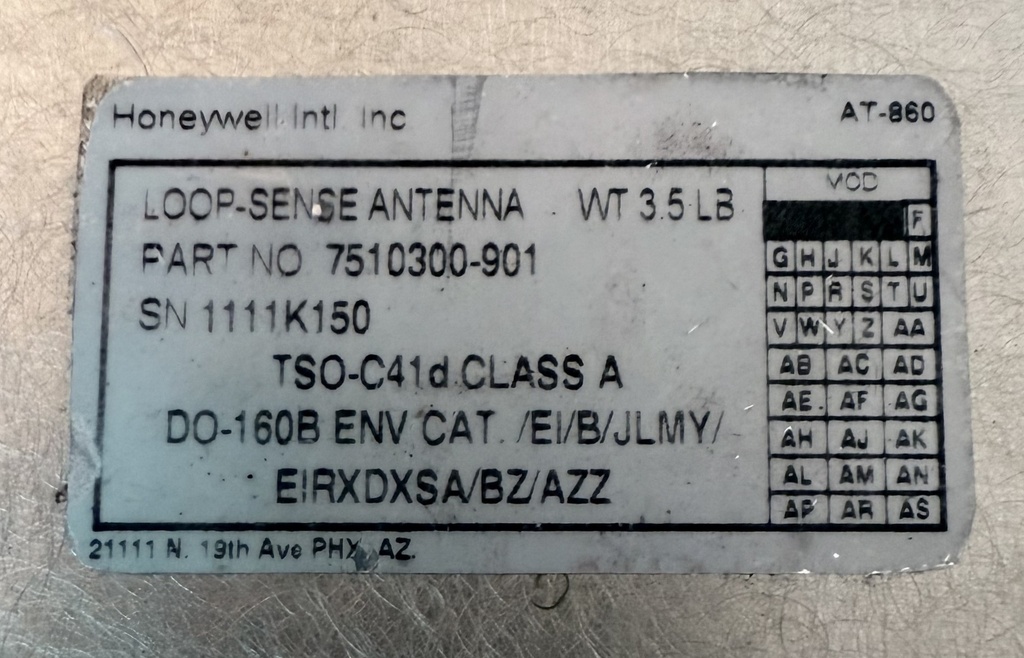 Honeywell Intl Inc
AT-860
LOOP-SENSE ANTENNA WT 3.5 LB
PART NO 7510300-901
SN 1111K150
TSO-C41d CLASS A
DO-160B ENV CAT. /EI/B/JLMY/
EIRXDXSA/BZ/AZZ
MOD
F
G H J K L M
N P R S T U
V W Y Z AA
AB AC AD
AE AF AG
AH AJ AK
AL AM AN
AP AR AS
21111 N. 19th Ave PHX, AZ.